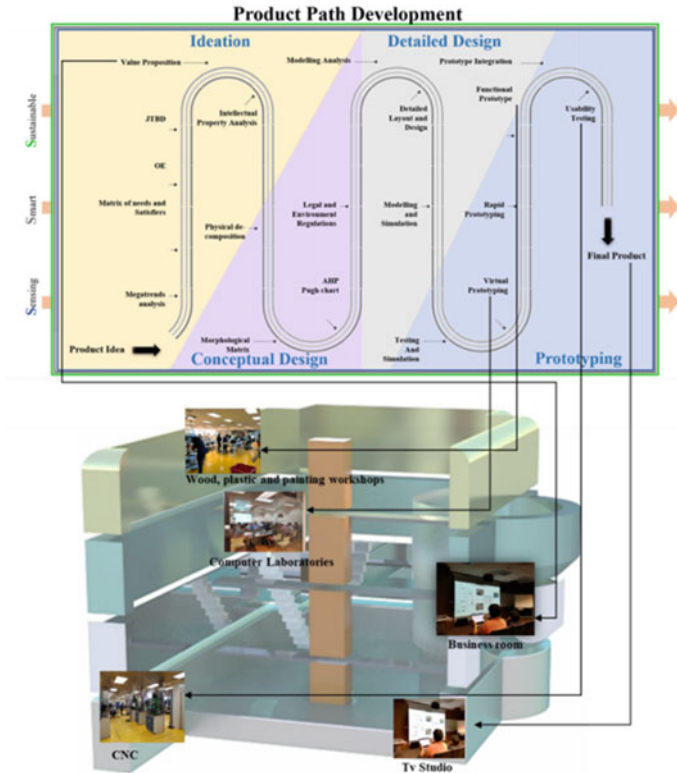 Product Path Development
Ideation
Detailed Design
Value Proposition
Modelling Analysis
Prototype Integration
Functional
Prototype
Usability
Testing
Intellectual
Property Analysis
Detailed
Layout and
Design
JTBD
OE
Matrix of needs and
Satisfiers
Physical de-
composition
Legal and
Environment
Regulations
Modelling
and
Simulation
Rapid
Prototyping
Final Product
AHP
Pugh chart
Virtual
Prototyping
Megatrends
analysis
Product Idea
Morphological
Matrix
Testing
And
Simulation
Conceptual Design
Prototyping
Sustainable
Smart
Sensing
Wood, plastic and painting workshops
Computer Laboratories
Business room
CNC
Tv Studio